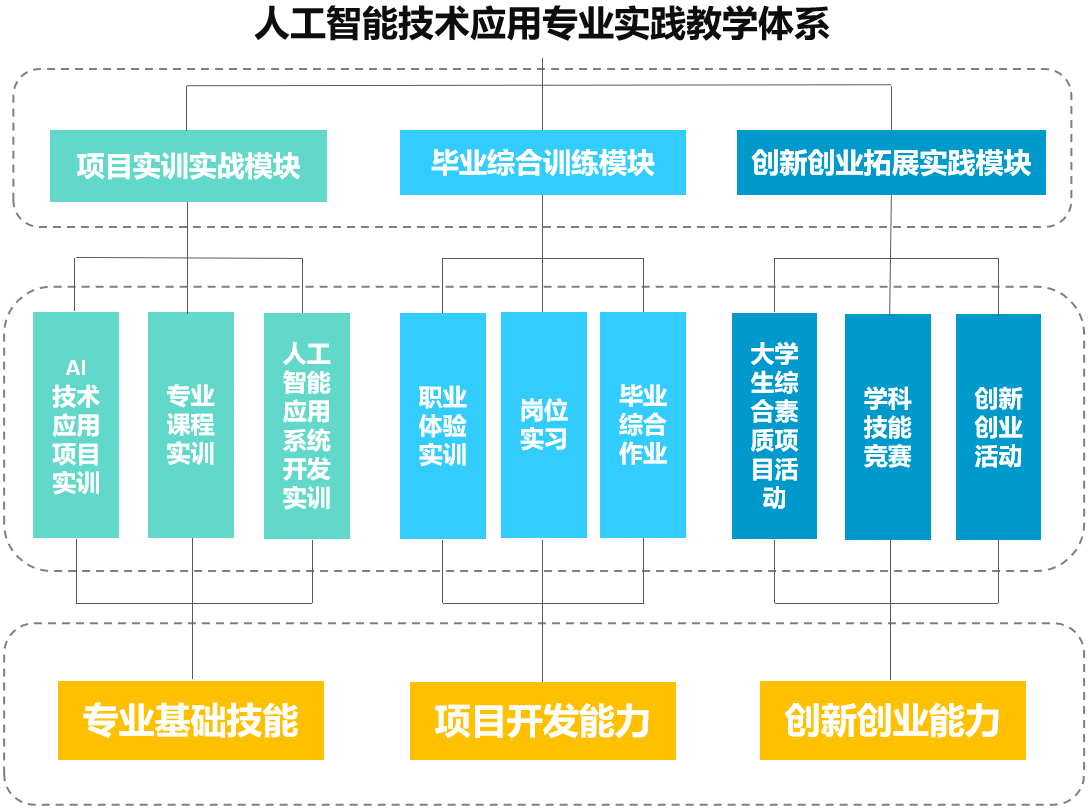 人工智能技术应用专业实践教学体系
项目实训实战模块
毕业综合训练模块
创新创业拓展实践模块
AI
技术
应用
项目
实训
专业
课程
实训
人工
智能
应用
系统
开发
实训
职业
体验
实训
岗位
实习
毕业
综合
作业
大学
生综
合素
质项
目活
动
学科
技能
竞赛
创新
创业
活动
专业基础技能
项目开发能力
创新创业能力